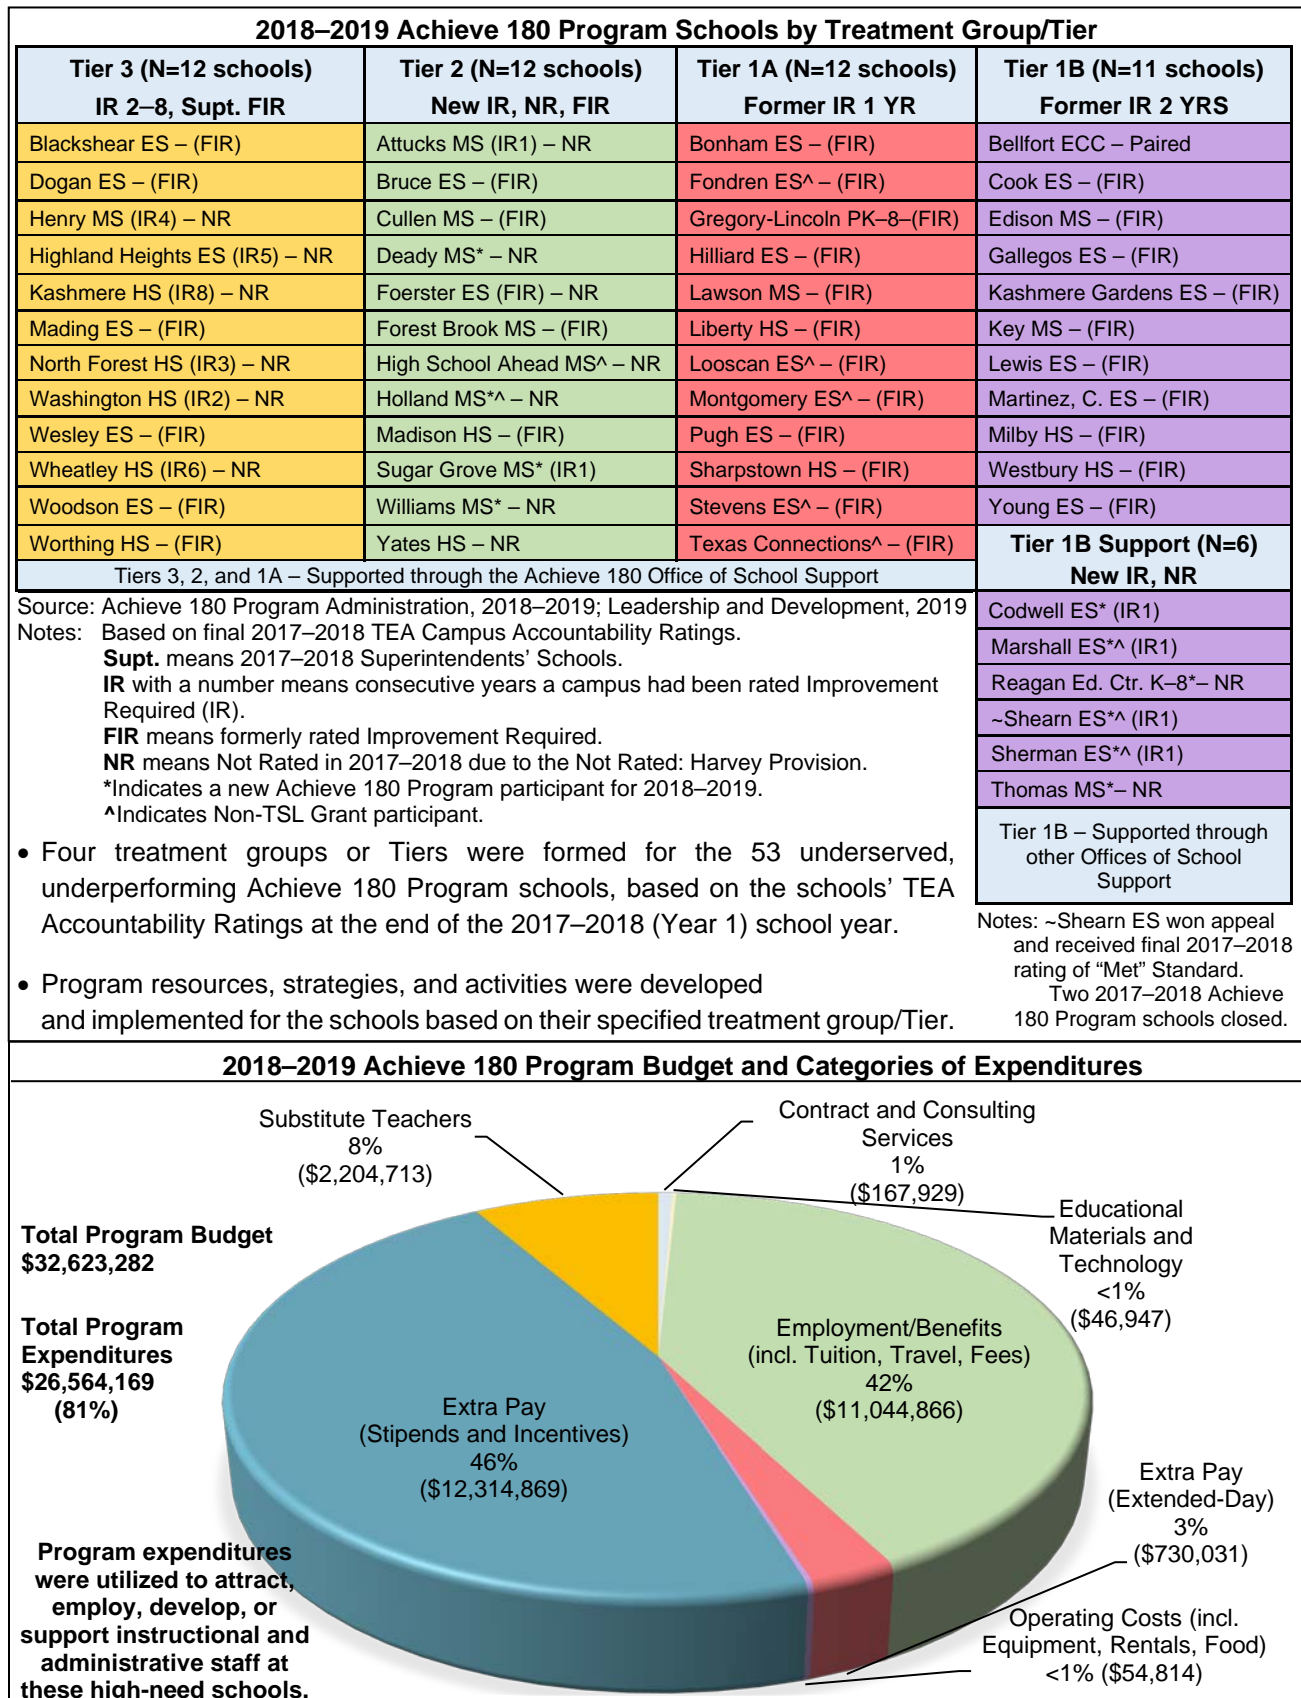 2018–2019 Achieve 180 Program Schools by Treatment Group/Tier
Tier 3 (N=12 schools)
IR 2–8, Supt. FIR
Blackshear ES – (FIR)
Dogan ES – (FIR)
Henry MS (IR4) – NR
Highland Heights ES (IR5) – NR
Kashmere HS (IR8) – NR
Mading ES – (FIR)
North Forest HS (IR3) – NR
Washington HS (IR2) – NR
Wesley ES – (FIR)
Wheatley HS (IR6) – NR
Woodson ES – (FIR)
Worthing HS – (FIR)
Tier 2 (N=12 schools)
New IR, NR, FIR
Attucks MS (IR1) – NR
Bruce ES – (FIR)
Cullen MS – (FIR)
Deady MS* – NR
Foerster ES (FIR) – NR
Forest Brook MS – (FIR)
High School Ahead MS^ – NR
Holland MS*^ – NR
Madison HS – (FIR)
Sugar Grove MS* (IR1)
Williams MS* – NR
Yates HS – NR
Tier 1A (N=12 schools)
Former IR 1 YR
Bonham ES – (FIR)
Fondren ES^ – (FIR)
Gregory-Lincoln PK–8–(FIR)
Hilliard ES – (FIR)
Lawson MS – (FIR)
Liberty HS – (FIR)
Looscan ES^ – (FIR)
Montgomery ES^ – (FIR)
Pugh ES – (FIR)
Sharpstown HS – (FIR)
Stevens ES^ – (FIR)
Texas Connections^ – (FIR)
Tiers 3, 2, and 1A – Supported through the Achieve 180 Office of School Support
Tier 1B (N=11 schools)
Former IR 2 YRS
Bellfort ECC – Paired
Cook ES – (FIR)
Edison MS – (FIR)
Gallegos ES – (FIR)
Kashmere Gardens ES – (FIR)
Key MS – (FIR)
Lewis ES – (FIR)
Martinez, C. ES – (FIR)
Milby HS – (FIR)
Westbury HS – (FIR)
Young ES – (FIR)
Tier 1B Support (N=6)
New IR, NR
Codwell ES* (IR1)
Marshall ES*^ (IR1)
Reagan Ed. Ctr. K–8*– NR
~Shearn ES*^ (IR1)
Sherman ES*^ (IR1)
Thomas MS*– NR
Tier 1B – Supported through
other Offices of School
Support
Notes: ~Shearn ES won appeal
and received final 2017–2018
rating of “Met” Standard.
Two 2017–2018 Achieve
180 Program schools closed.
Source: Achieve 180 Program Administration, 2018–2019; Leadership and Development, 2019
Notes: Based on final 2017–2018 TEA Campus Accountability Ratings.
Supt. means 2017–2018 Superintendents’ Schools.
IR with a number means consecutive years a campus had been rated Improvement
Required (IR).
FIR means formerly rated Improvement Required.
NR means Not Rated in 2017–2018 due to the Not Rated: Harvey Provision.
*Indicates a new Achieve 180 Program participant for 2018–2019.
^Indicates Non-TSL Grant participant.
• Four treatment groups or Tiers were formed for the 53 underserved,
underperforming Achieve 180 Program schools, based on the schools’ TEA
Accountability Ratings at the end of the 2017–2018 (Year 1) school year.
• Program resources, strategies, and activities were developed
and implemented for the schools based on their specified treatment group/Tier.
2018–2019 Achieve 180 Program Budget and Categories of Expenditures
Substitute Teachers
8%
($2,204,713)
Contract and Consulting
Services
1%
($167,929)
Educational
Materials and
Technology
<1%
($46,947)
Total Program Budget
$32,623,282
Total Program
Expenditures
$26,564,169
(81%)
Employment/Benefits
(incl. Tuition, Travel, Fees)
42%
($11,044,866)
Extra Pay
(Stipends and Incentives)
46%
($12,314,869)
Extra Pay
(Extended-Day)
3%
($730,031)
Operating Costs (incl.
Equipment, Rentals, Food)
<1% ($54,814)
Program expenditures
were utilized to attract,
employ, develop, or
support instructional and
administrative staff at
these high-need schools.